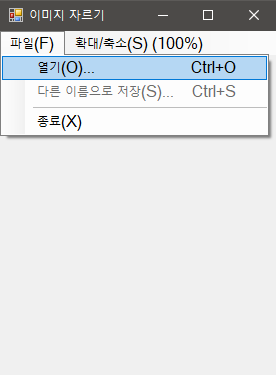 이미지 자르기
파일(F) 확대/축소(S) (100%)
열기(O)... Ctrl+O
다른 이름으로 저장(S)... Ctrl+S
종료(X)